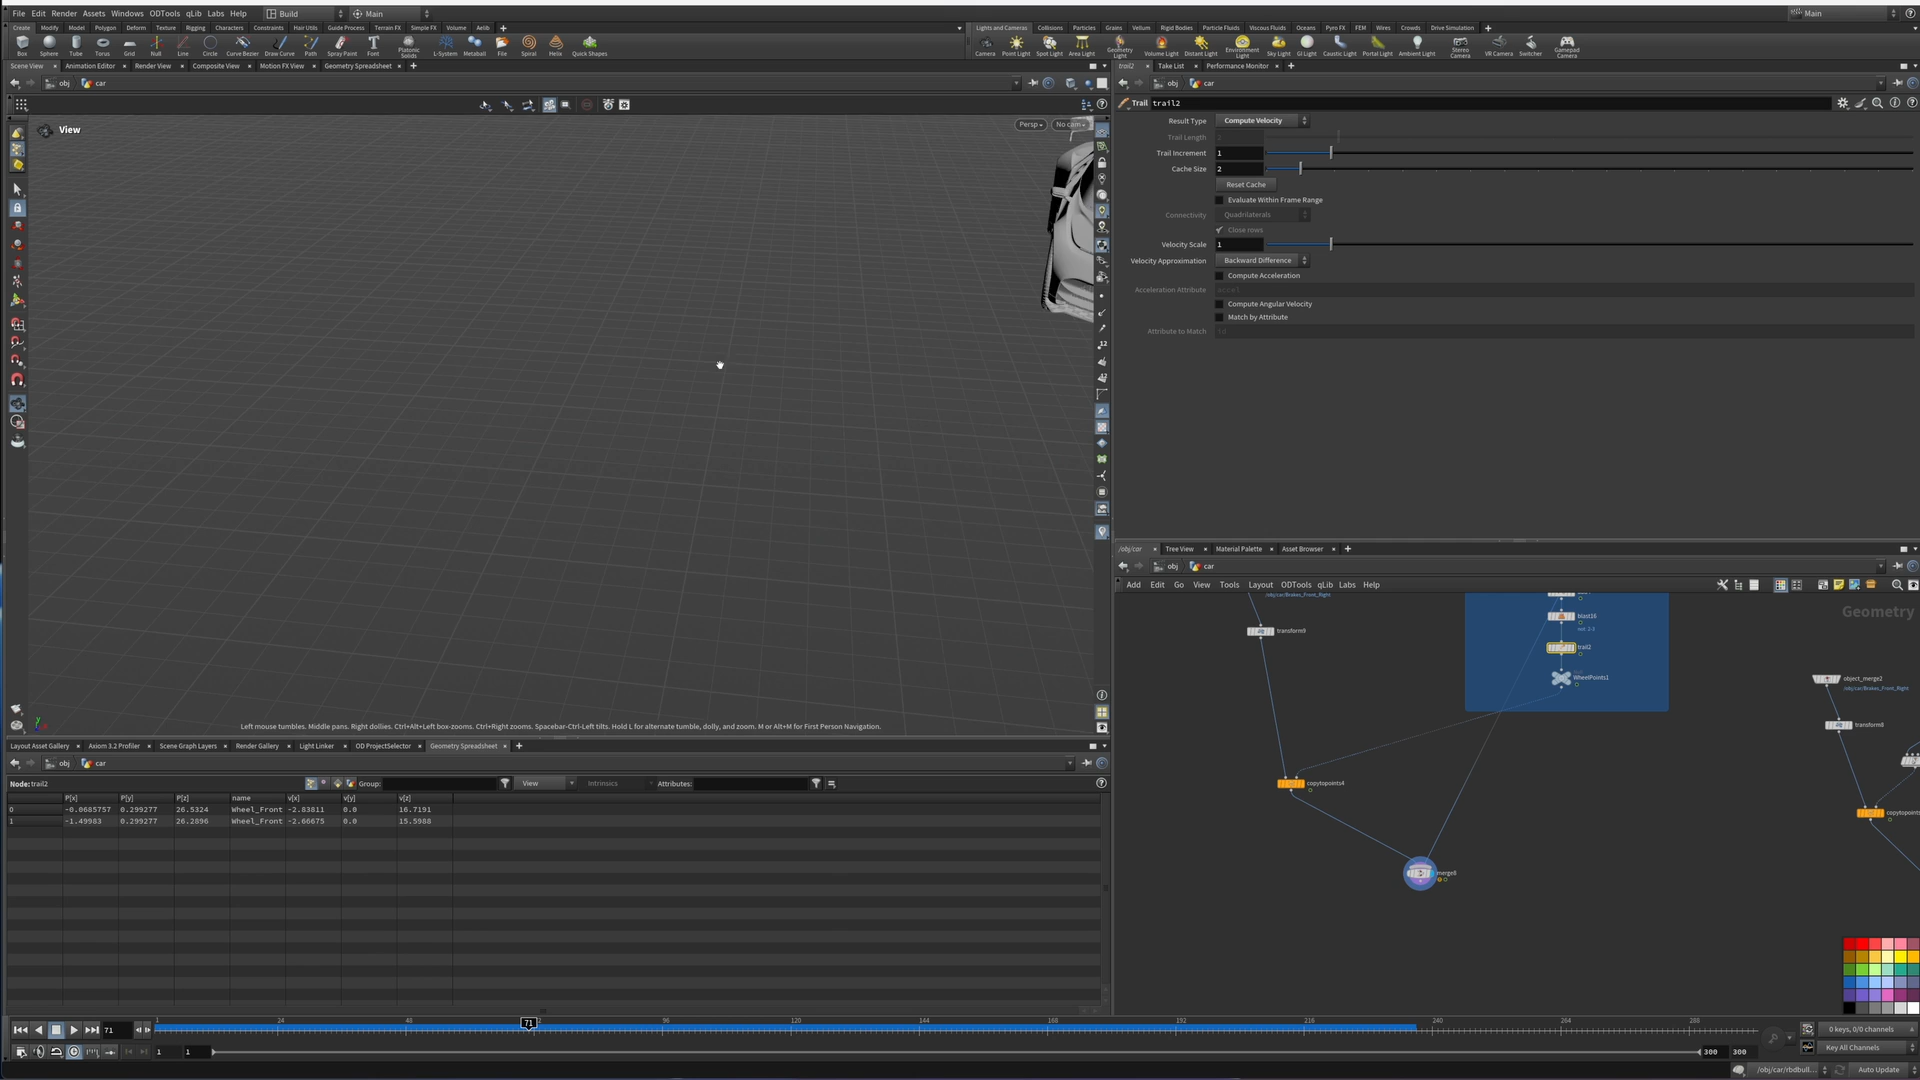 File Edit Render Assets Windows ODTools qLib Labs Help Build Main Main
Create Modify Model Polygon Deform Texture Rigging Characters Constraints Hair Utils Guide Process Terrain FX Simple FX Volume Aelib
Lights and Cameras Collisions Particles Grains Vellum Rigid Bodies Particle Fluids Viscous Fluids Oceans Pyro FX FEM Wires Crowds Drive Simulation
Box Sphere Tube Torus Grid Null Line Circle Curve Bezier Draw Curve Path Spray Paint Font Platonic Solids L-System Metaball File Spiral Helix Quick Shapes
Camera Point Light Spot Light Area Light Geometry Light Volume Light Distant Light Environment Light Sky Light GI Light Caustic Light Portal Light Ambient Light Stereo Camera VR Camera Switcher Gamepad Camera
Scene View Animation Editor Render View Composite View Motion FX View Geometry Spreadsheet
trail2 Take List Performance Monitor
obj car
obj car
Trail trail2
View
Persp No cam
Result Type Compute Velocity
Trail Length 2
Trail Increment 1
Cache Size 2
Reset Cache
Evaluate Within Frame Range
Connectivity Quadrilaterals
Close rows
Velocity Scale 1
Velocity Approximation Backward Difference
Compute Acceleration
Acceleration Attribute accel
Compute Angular Velocity
Match by Attribute
Attribute to Match id
/obj/car Tree View Material Palette Asset Browser
obj car
Add Edit Go View Tools Layout ODTools qLib Labs Help
Geometry
/obj/car/Brakes_Front_Right
transform9
blast16
trail2
WheelPoints1
object_merge2
/obj/car/Brakes_Front_Right
transform8
copytopoints4
copytopoints
merge8
Left mouse tumbles. Middle pans. Right dollies. Ctrl+Alt+Left box-zooms. Ctrl+Right zooms. Spacebar-Ctrl-Left tilts. Hold L for alternate tumble, dolly, and zoom. M or Alt+M for First Person Navigation.
Layout Asset Gallery Axiom 3.2 Profiler Scene Graph Layers Render Gallery Light Linker OD ProjectSelector Geometry Spreadsheet
obj car
Node: trail2 Group: View Intrinsics Attributes:
P[x] P[y] P[z] name v[x] v[y] v[z]
0 -0.0685757 0.299277 26.5324 Wheel_Front -2.83811 0.0 16.7191
1 -1.49983 0.299277 26.2896 Wheel_Front -2.66675 0.0 15.5988
71 1 24 48 71 96 120 144 168 192 216 240 264 288
0 keys, 0/0 channels
1 1 300 300 Key All Channels
/obj/car/rbdbull... Auto Update